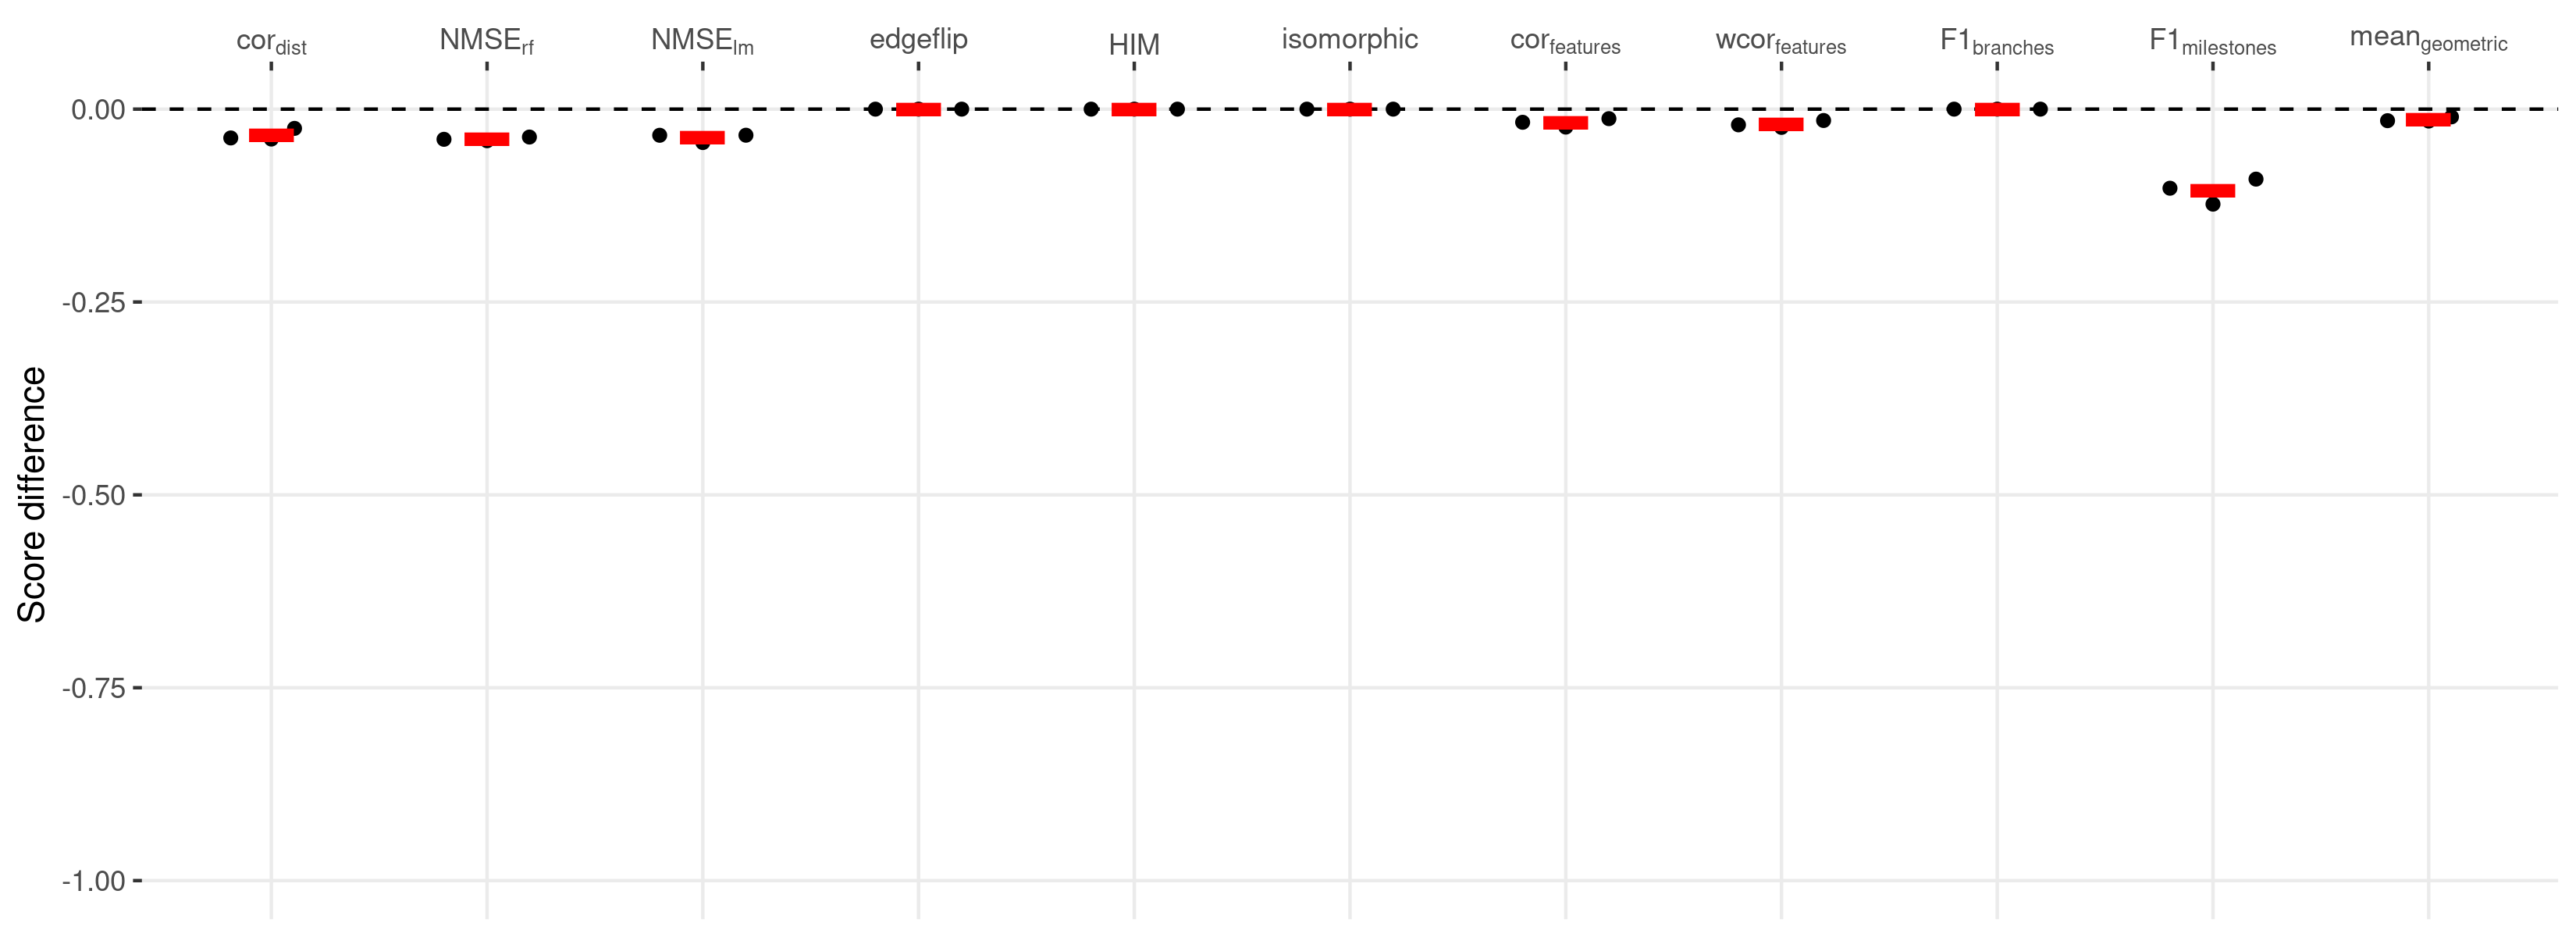 cordist NMSErf NMSElm edgeflip HIM isomorphic corfeatures wcorfeatures F1branches F1milestones meangeometric
0.00
-0.25
-0.50
-0.75
-1.00
Score difference